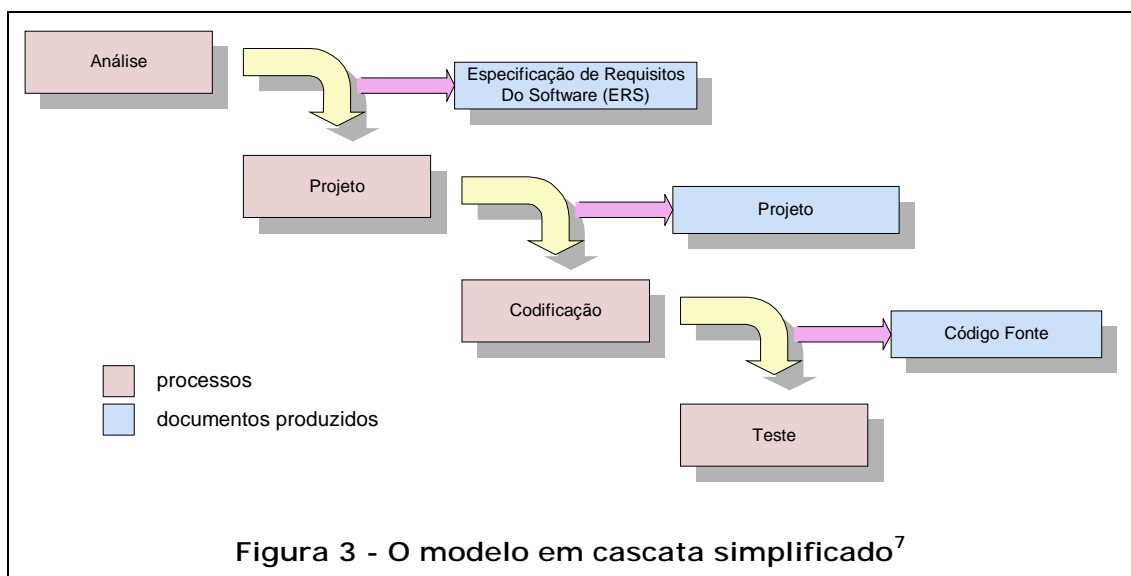 Análise
Especificação de Requisitos
Do Software (ERS)
Projeto
Projeto
Codificação
Código Fonte
processos
documentos produzidos
Teste
Figura 3 - O modelo em cascata simplificado7